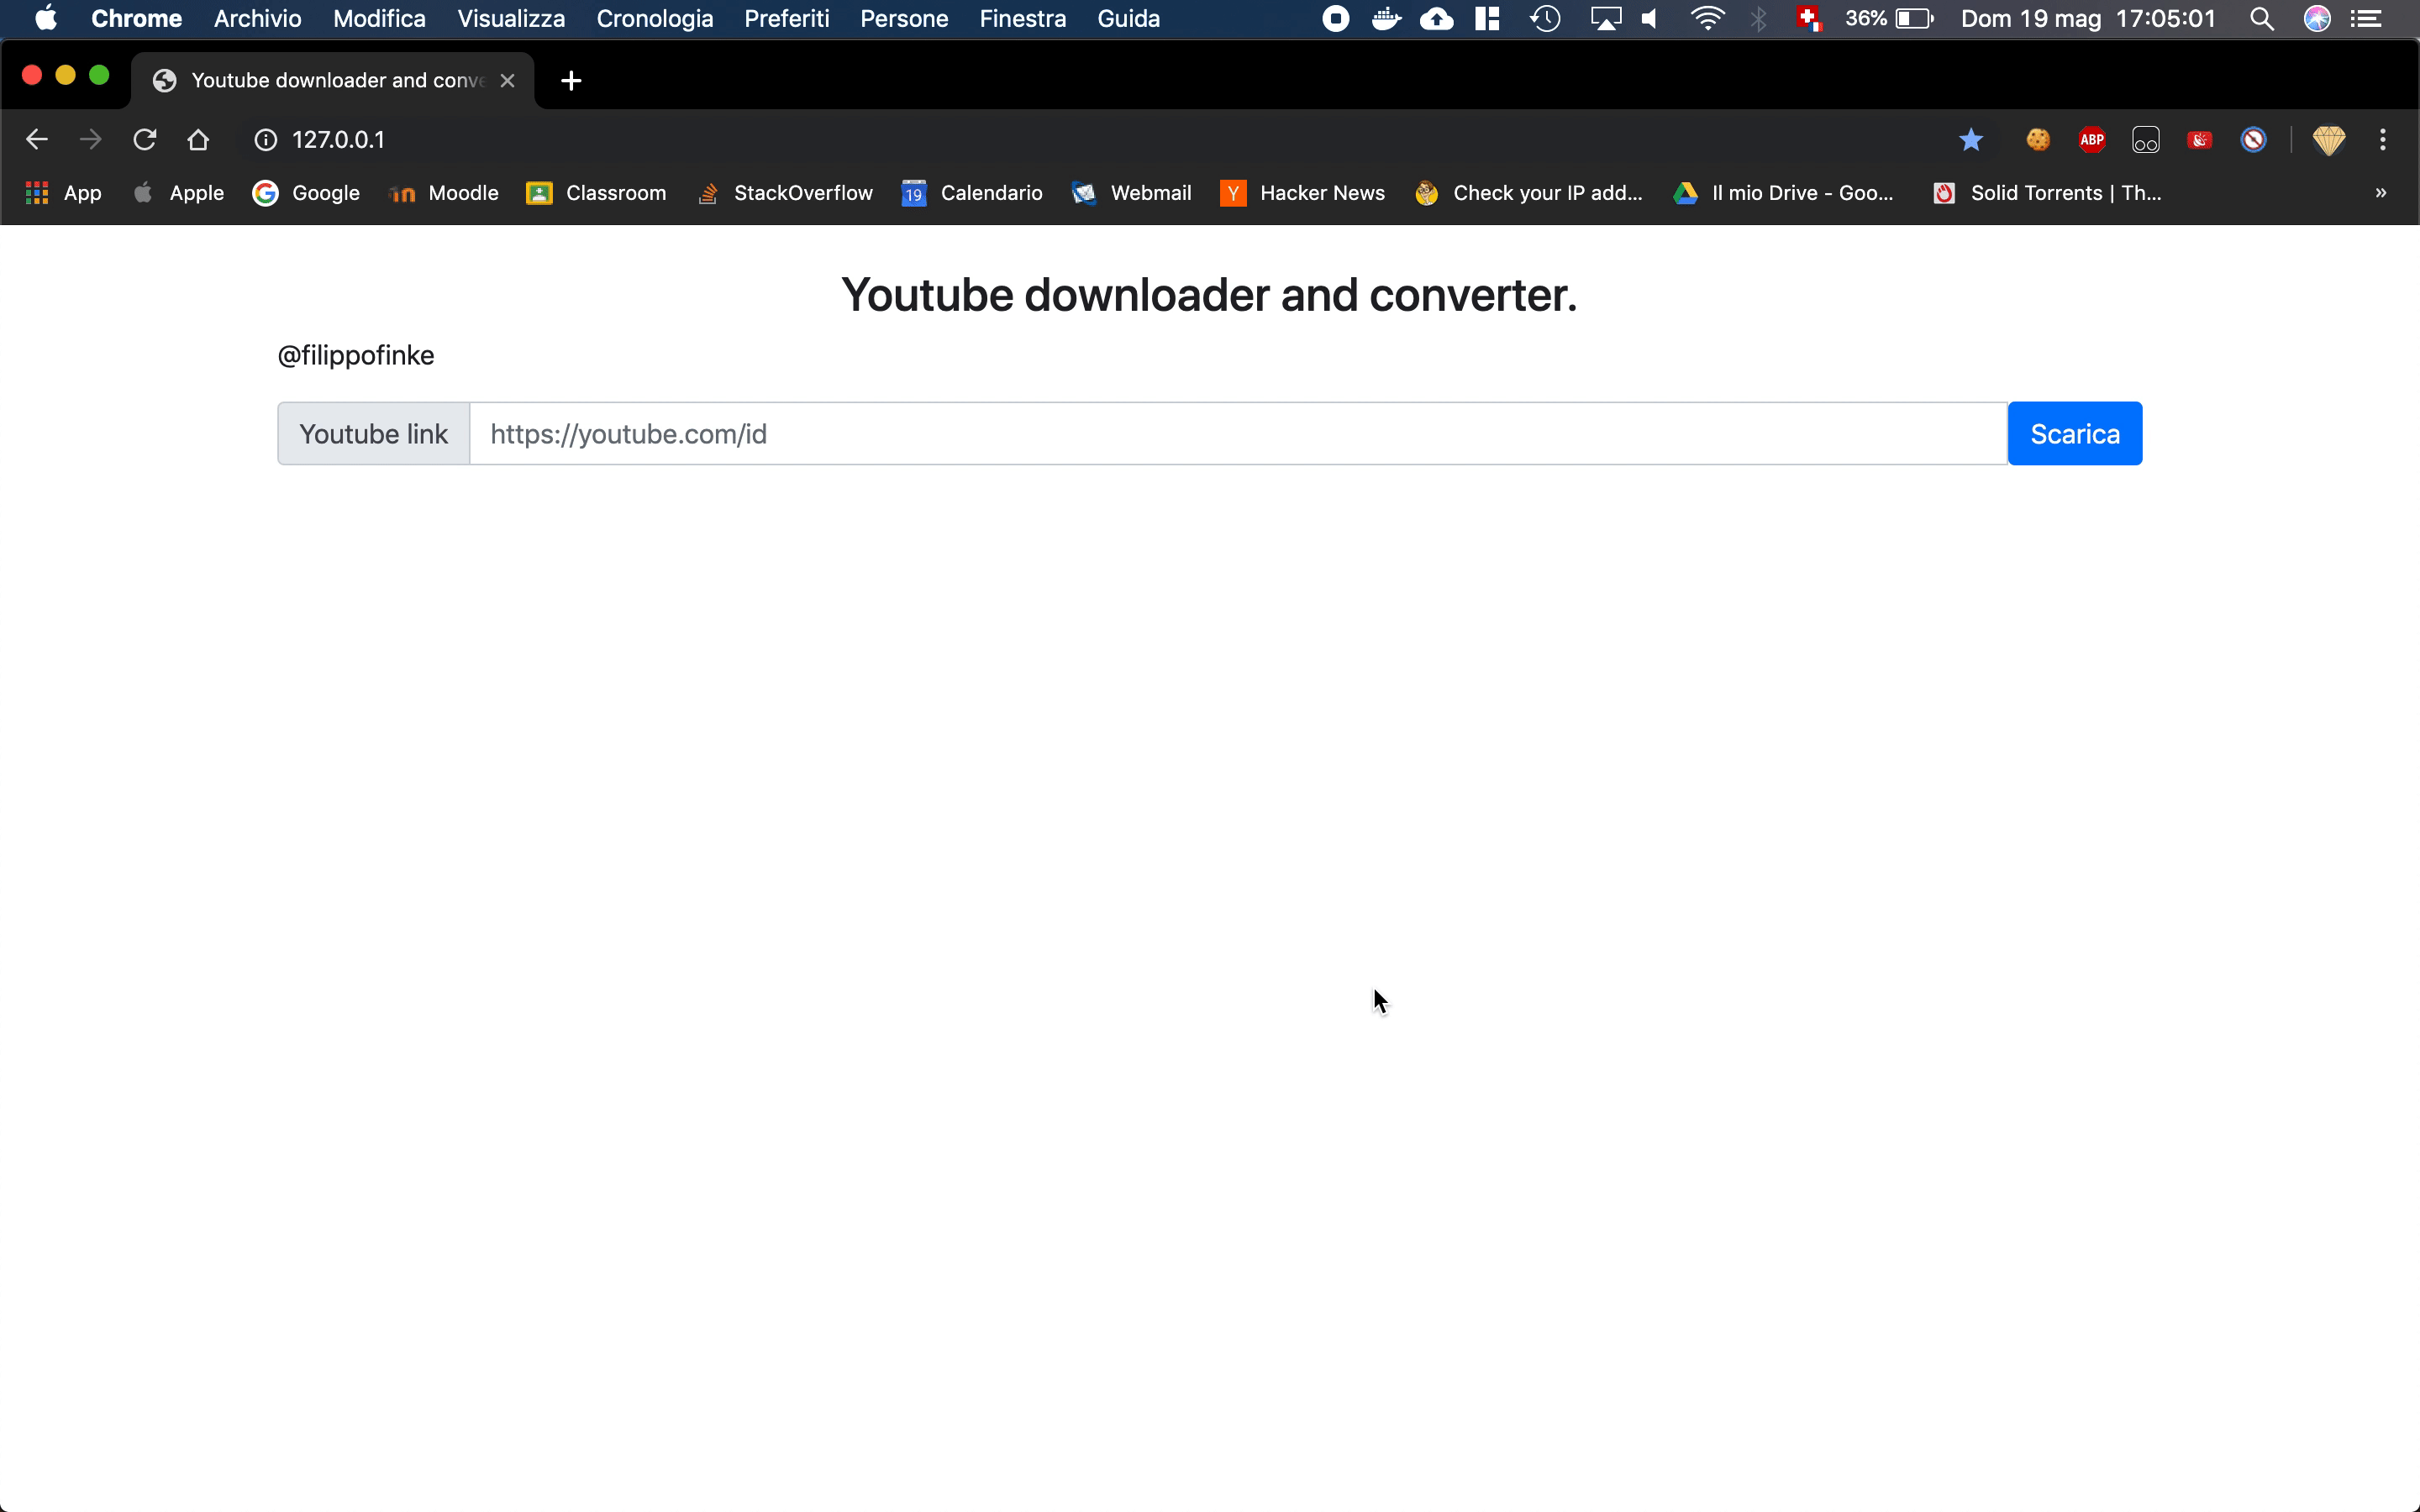 Chrome Archivio Modifica Visualizza Cronologia Preferiti Persone Finestra Guida 36% Dom 19 mag 17:05:01
Youtube downloader and conve
127.0.0.1 ABP
App Apple Google Moodle Classroom StackOverflow 19 Calendario Webmail Y Hacker News Check your IP add... Il mio Drive - Goo... Solid Torrents | Th... »
Youtube downloader and converter.
@filippofinke
Youtube link https://youtube.com/id Scarica